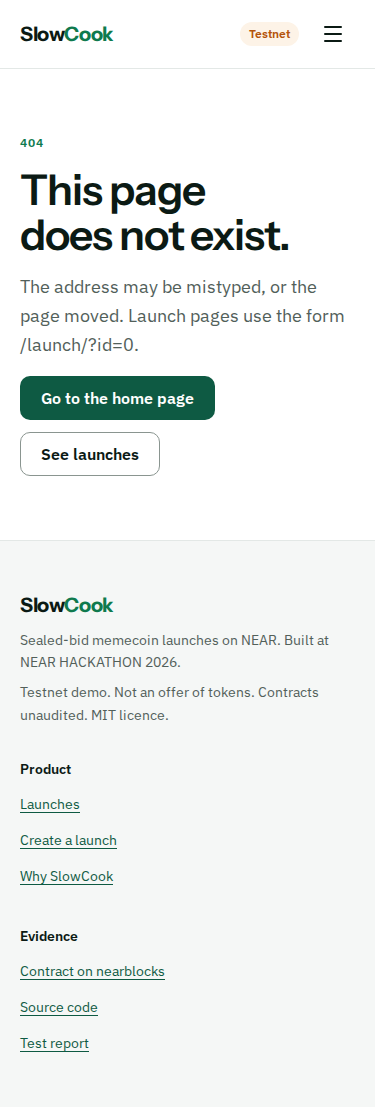 SlowCook
Testnet
404
This page
does not exist.
The address may be mistyped, or the
page moved. Launch pages use the form
/launch/?id=0.
Go to the home page
See launches
SlowCook
Sealed-bid memecoin launches on NEAR. Built at
NEAR HACKATHON 2026.
Testnet demo. Not an offer of tokens. Contracts
unaudited. MIT licence.
Product
Launches
Create a launch
Why SlowCook
Evidence
Contract on nearblocks
Source code
Test report